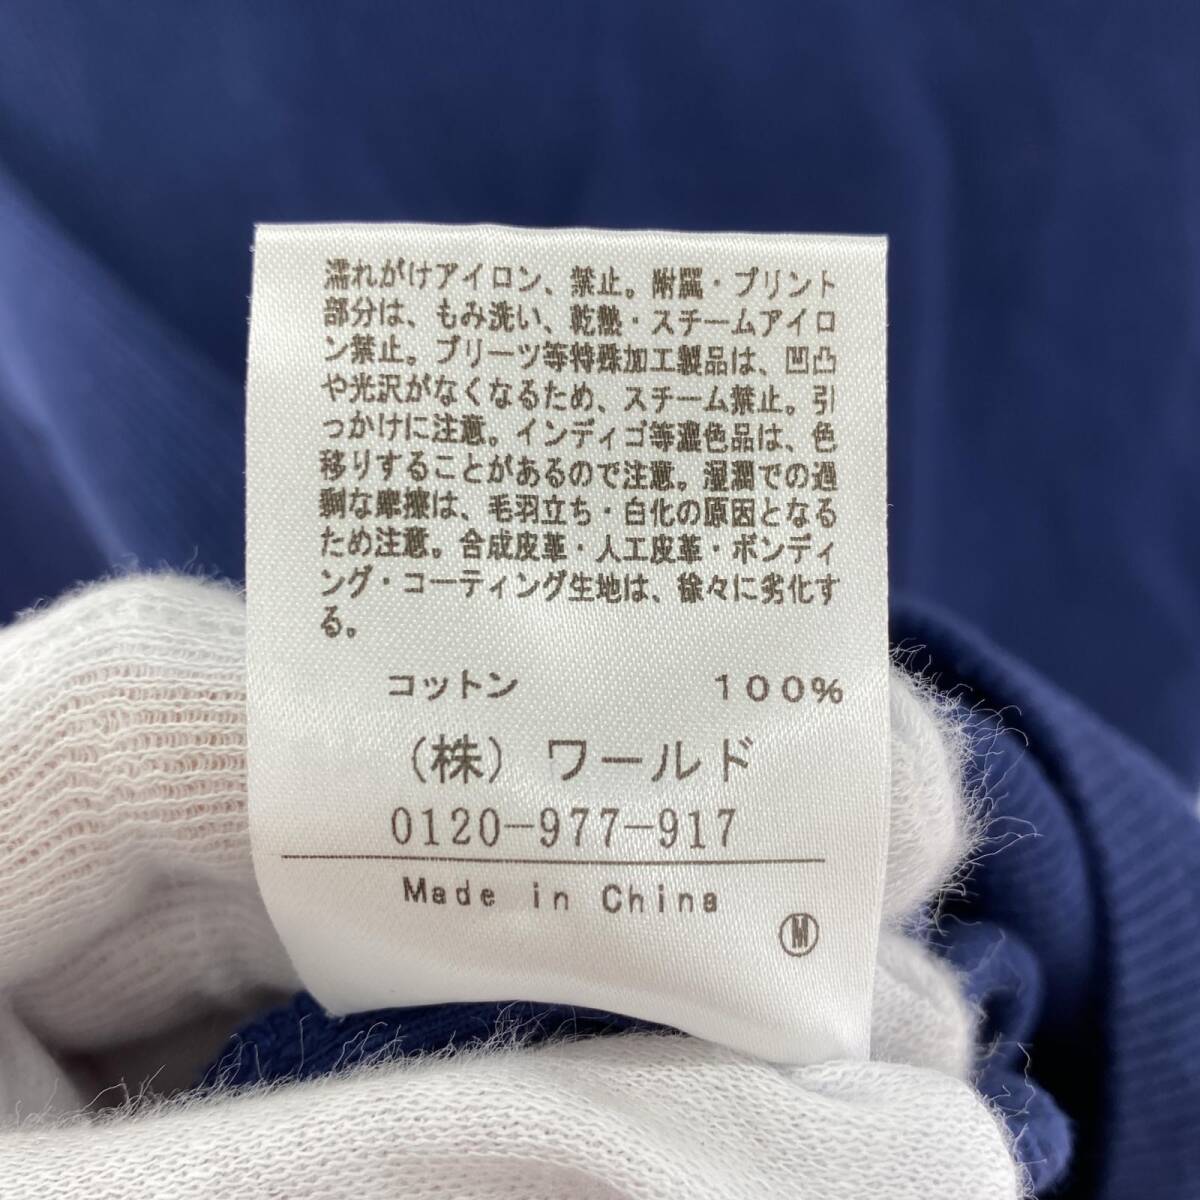 濡れがけアイロン、禁止。附属・プリント
部分は、もみ洗い、乾熱・スチームアイロ
ン禁止。プリーツ等特殊加工製品は、凹凸
や光沢がなくなるため、スチーム禁止。引
っかけに注意。インディゴ等濃色品は、色
移りすることがあるので注意。湿潤での過
剰な摩擦は、毛羽立ち・白化の原因となる
ため注意。合成皮革・人工皮革・ボンディ
ング・コーティング生地は、徐々に劣化す
る。
コットン 100%
(株) ワールド
0120-977-917
Made in China
M